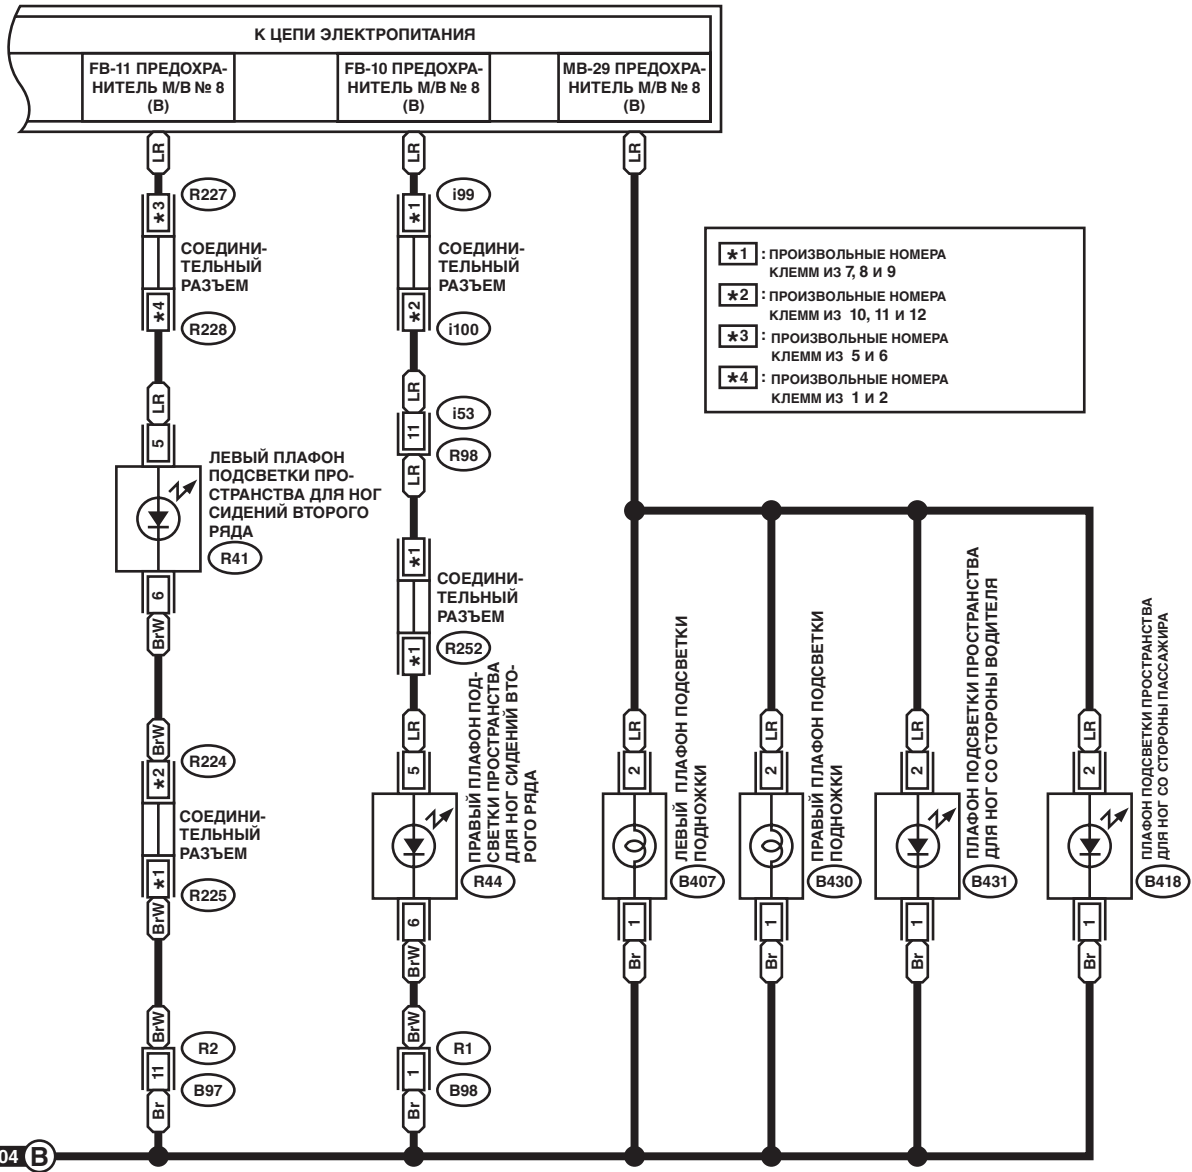 К ЦЕПИ ЭЛЕКТРОПИТАНИЯ
FB-11 ПРЕДОХРА-
НИТЕЛЬ М/В № 8
(B)
FB-10 ПРЕДОХРА-
НИТЕЛЬ М/В № 8
(B)
MB-29 ПРЕДОХРА-
НИТЕЛЬ М/В № 8
(B)
LR
R227
*3
СОЕДИНИ-
ТЕЛЬНЫЙ
РАЗЪЕМ
*4
R228
LR
5
ЛЕВЫЙ ПЛАФОН
ПОДСВЕТКИ ПРО-
СТРАНСТВА ДЛЯ НОГ
СИДЕНИЙ ВТОРОГО
РЯДА
R41
6
BrW
BrW
R224
*2
СОЕДИНИ-
ТЕЛЬНЫЙ
РАЗЪЕМ
*1
R225
BrW
BrW
R2
11
B97
Br
LR
i99
*1
СОЕДИНИ-
ТЕЛЬНЫЙ
РАЗЪЕМ
*2
i100
LR
i53
11
R98
LR
*1
СОЕДИНИ-
ТЕЛЬНЫЙ
РАЗЪЕМ
R252
*1
LR
5
ПРАВЫЙ ПЛАФОН ПОД-
СВЕТКИ ПРОСТРАНСТВА
ДЛЯ НОГ СИДЕНИЙ ВТО-
РОГО РЯДА
R44
6
BrW
BrW
R1
1
B98
Br
LR
*1 : ПРОИЗВОЛЬНЫЕ НОМЕРА
КЛЕММ ИЗ 7, 8 И 9
*2 : ПРОИЗВОЛЬНЫЕ НОМЕРА
КЛЕММ ИЗ 10, 11 И 12
*3 : ПРОИЗВОЛЬНЫЕ НОМЕРА
КЛЕММ ИЗ 5 И 6
*4 : ПРОИЗВОЛЬНЫЕ НОМЕРА
КЛЕММ ИЗ 1 И 2
LR
2
ЛЕВЫЙ ПЛАФОН ПОДСВЕТКИ
ПОДНОЖКИ
B407
1
Br
LR
2
ПРАВЫЙ ПЛАФОН ПОДСВЕТКИ
ПОДНОЖКИ
B430
1
Br
LR
2
ПЛАФОН ПОДСВЕТКИ ПРОСТРАНСТВА
ДЛЯ НОГ СО СТОРОНЫ ВОДИТЕЛЯ
B431
1
Br
LR
2
ПЛАФОН ПОДСВЕТКИ ПРОСТРАНСТВА
ДЛЯ НОГ СО СТОРОНЫ ПАССАЖИРА
B418
1
Br
04 B